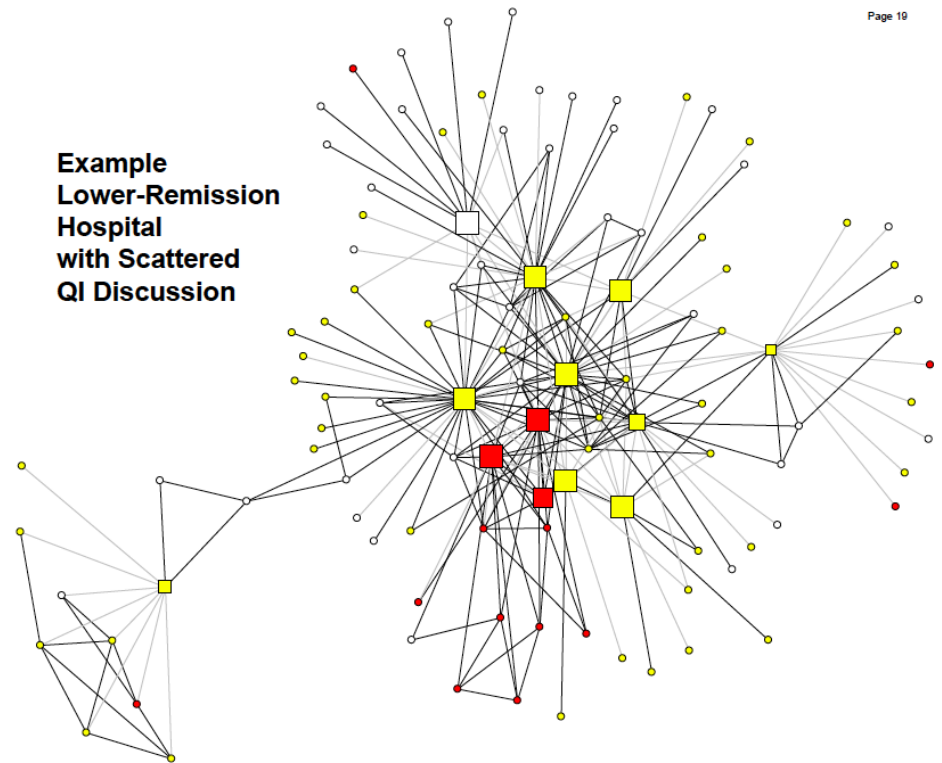 Page 19
Example
Lower-Remission
Hospital
with Scattered
QI Discussion